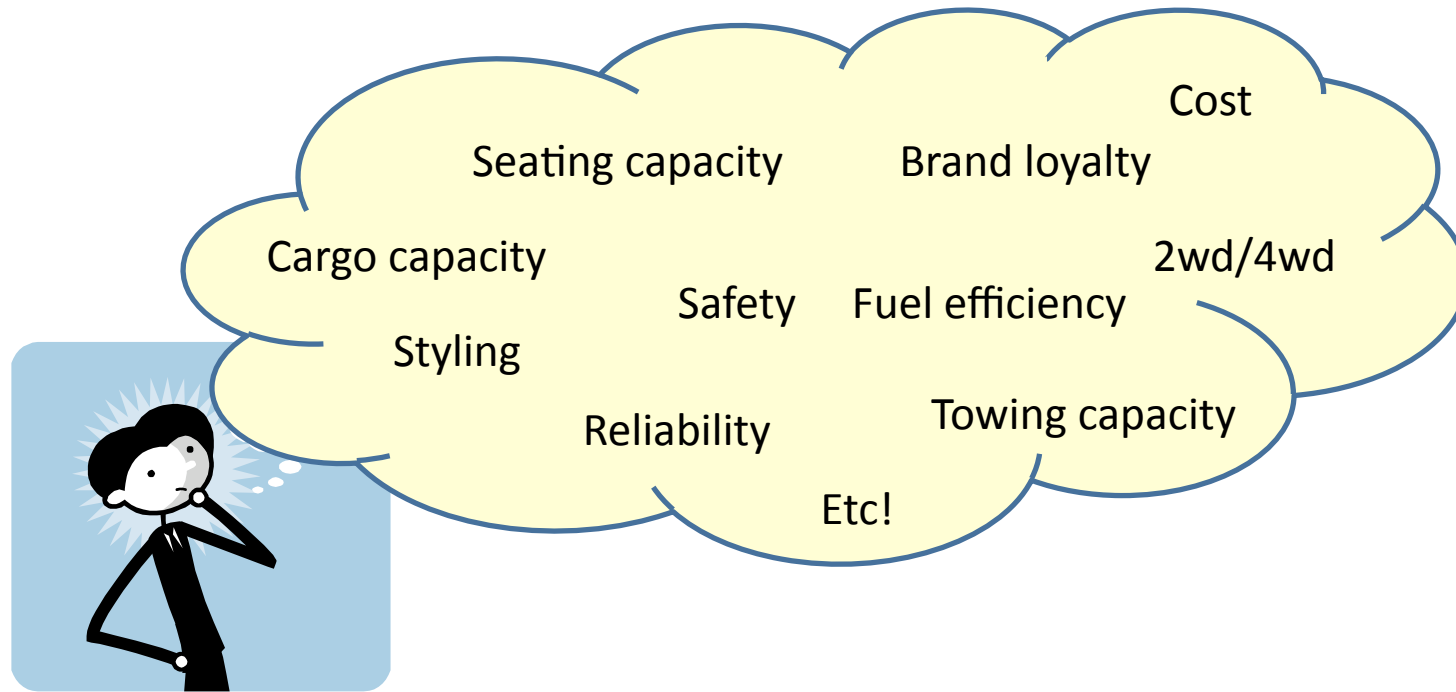 Cost
Seating capacity
Brand loyalty
Cargo capacity
2wd/4wd
Safety
Fuel efficiency
Styling
Towing capacity
Reliability
Etc!